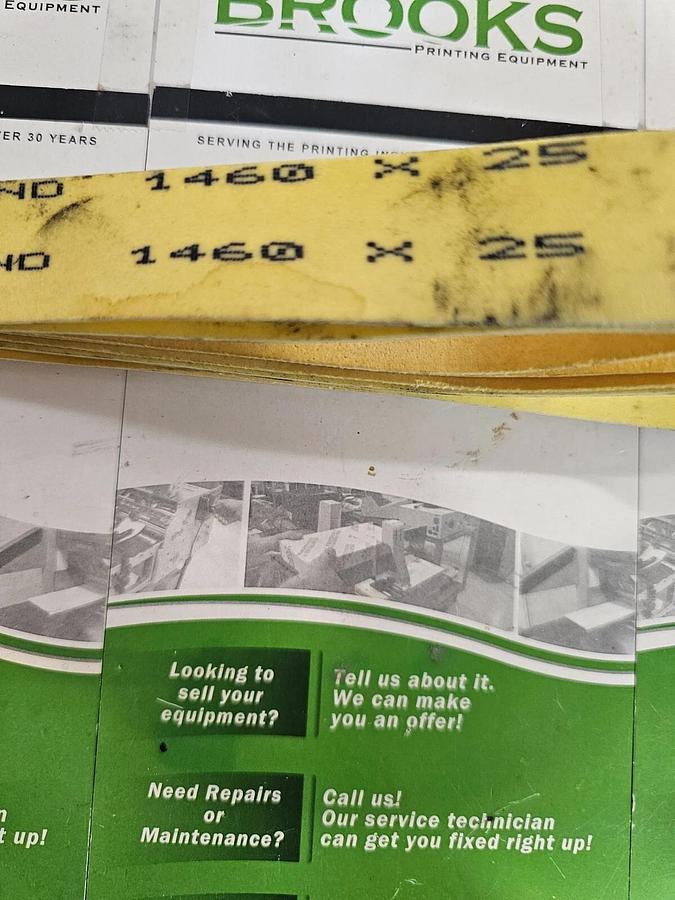 EQUIPMENT
BROOKS
PRINTING EQUIPMENT
ER 30 YEARS
SERVING THE PRINTING
ND 1460 X 25
ND 1460 X 25
Looking to
sell your
equipment?
Tell us about it.
We can make
you an offer!
Need Repairs
or
Maintenance?
Call us!
Our service technician
can get you fixed right up!
t up!